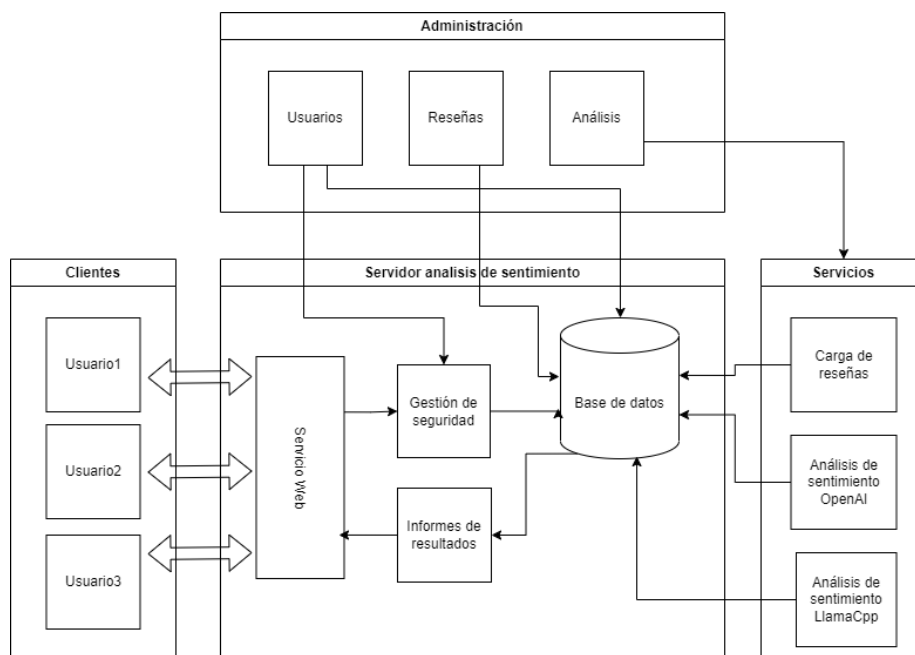 Administración
Usuarios
Reseñas
Análisis
Clientes
Usuario1
Usuario2
Usuario3
Servidor analisis de sentimiento
Servicio Web
Gestión de
seguridad
Informes de
resultados
Base de datos
Servicios
Carga de
reseñas
Análisis de
sentimiento
OpenAI
Análisis de
sentimiento
LlamaCpp